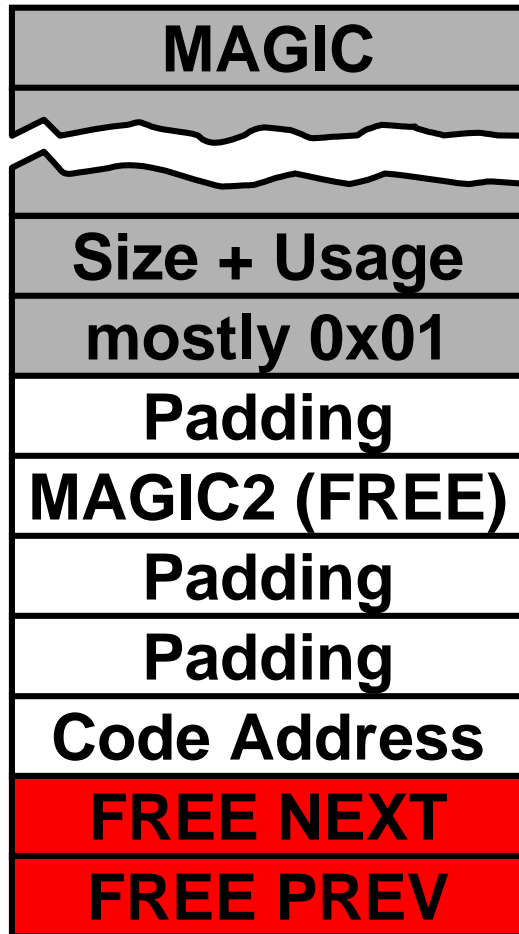 MAGIC
Size + Usage
mostly 0x01
Padding
MAGIC2 (FREE)
Padding
Padding
Code Address
FREE NEXT
FREE PREV